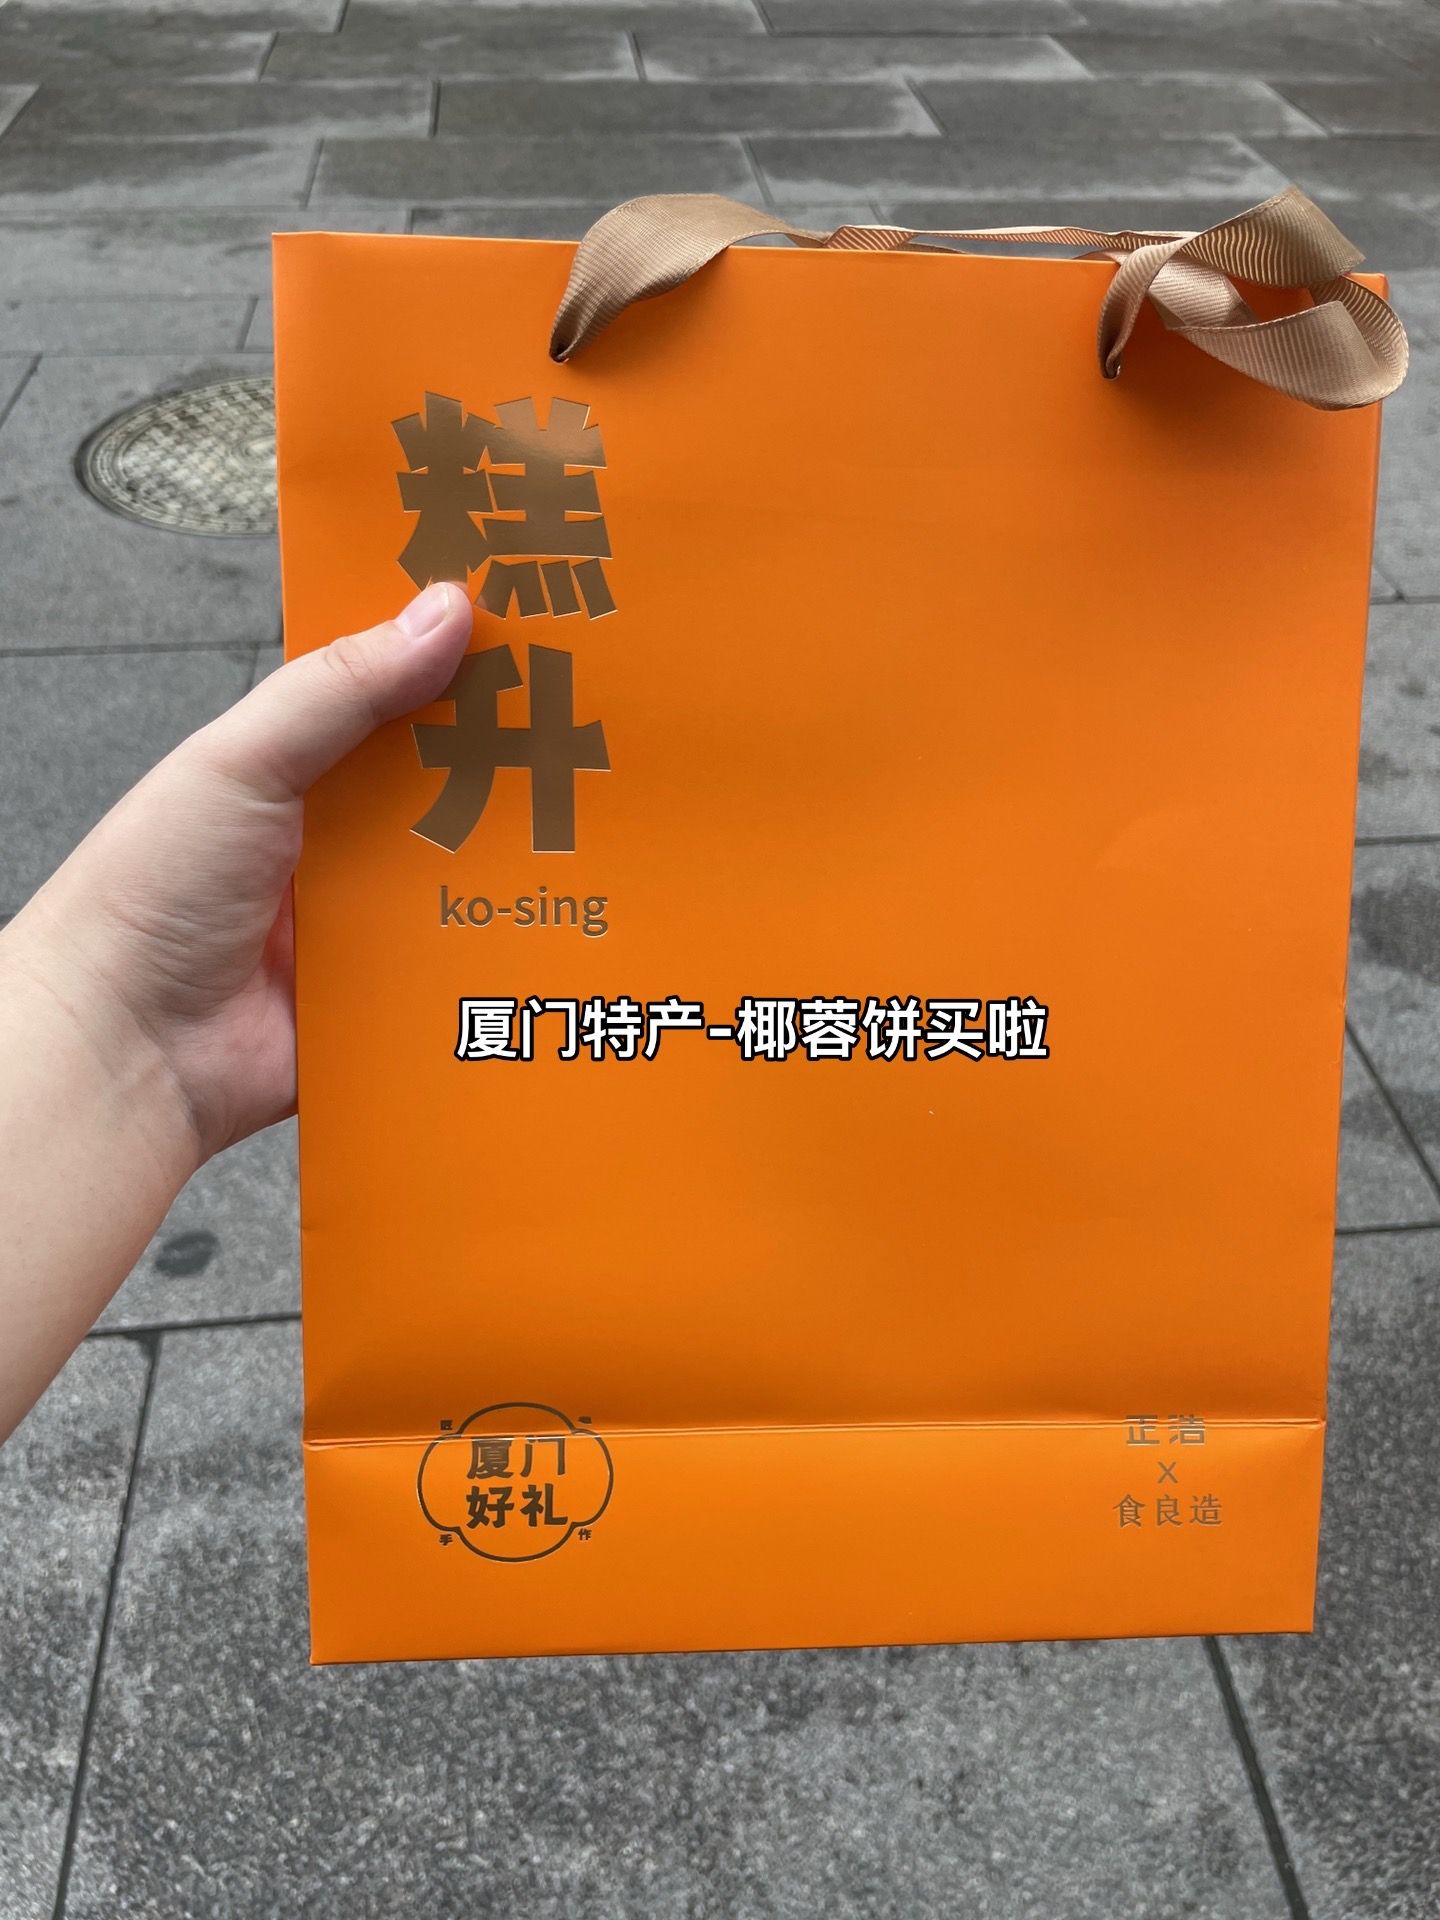 糕升
ko-sing
厦门特产-椰蓉饼买啦
厦门
好礼
手
作
正浩
X
食良造